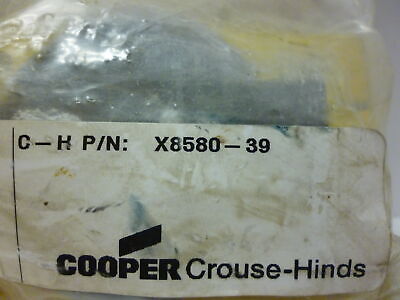 C-H P/N: X8580-39
COOPER Crouse-Hinds